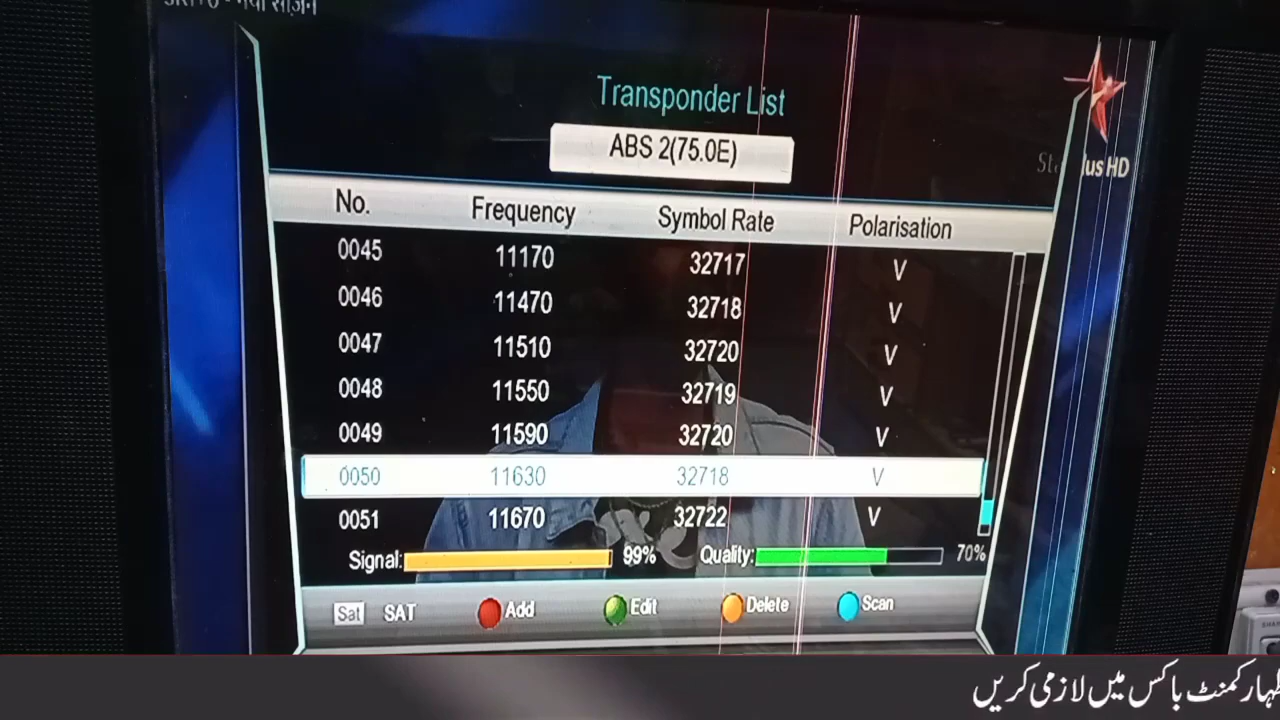 नया सीज़न
Transponder List
ABS 2(75.0E)
lus HD
No. Frequency Symbol Rate Polarisation
0045 11170 32717 V
0046 11470 32718 V
0047 11510 32720 V
0048 11550 32719 V
0049 11590 32720 V
0050 11630 32718 V
0051 11670 32722 V
Signal: 99% Quality: 70%
Sat SAT Add Edit Delete Scan
کمنٹ باکس میں لازمی کریں